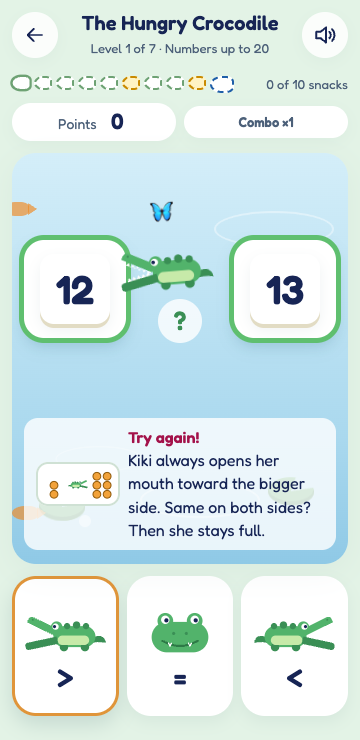 The Hungry Crocodile
Level 1 of 7 · Numbers up to 20
0 of 10 snacks
Points 0
Combo ×1
12
13
?
Try again!
Kiki always opens her
mouth toward the bigger
side. Same on both sides?
Then she stays full.
>
=
<